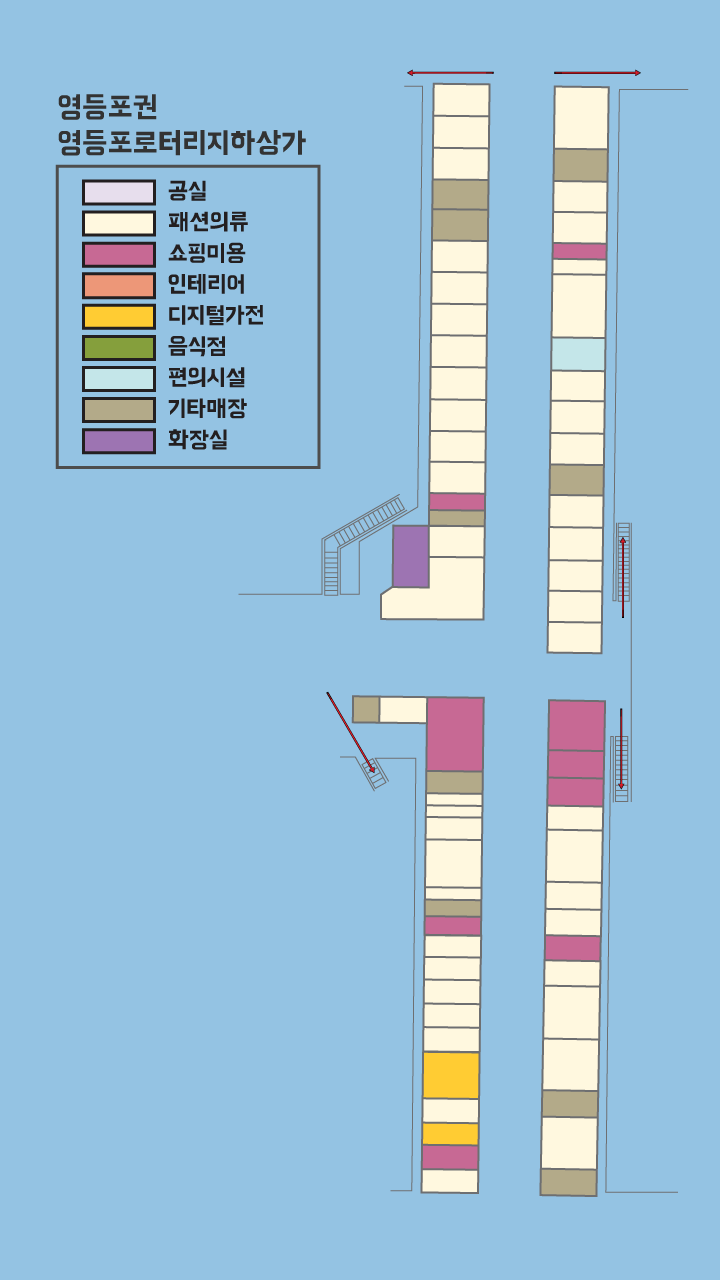 영등포권
영등포로터리지하상가
공실
패션의류
쇼핑미용
인테리어
디지털가전
음식점
편의시설
기타매장
화장실